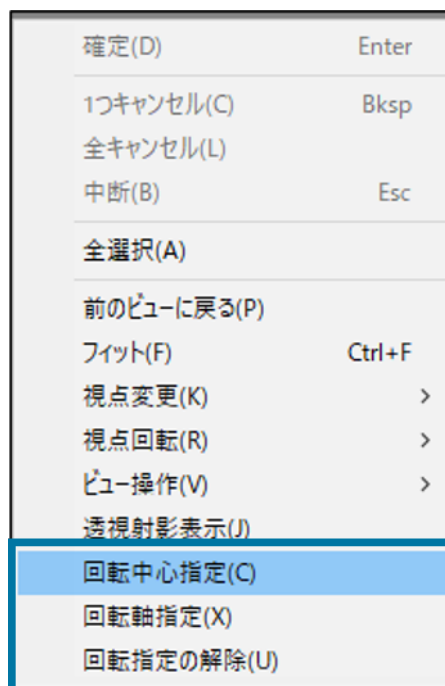 確定(D) Enter
1つキャンセル(C) Bksp
全キャンセル(L)
中断(B) Esc
全選択(A)
前のビューに戻る(P)
フィット(F) Ctrl+F
視点変更(K)
視点回転(R)
ビュー操作(V)
透視射影表示(J)
回転中心指定(C)
回転軸指定(X)
回転指定の解除(U)